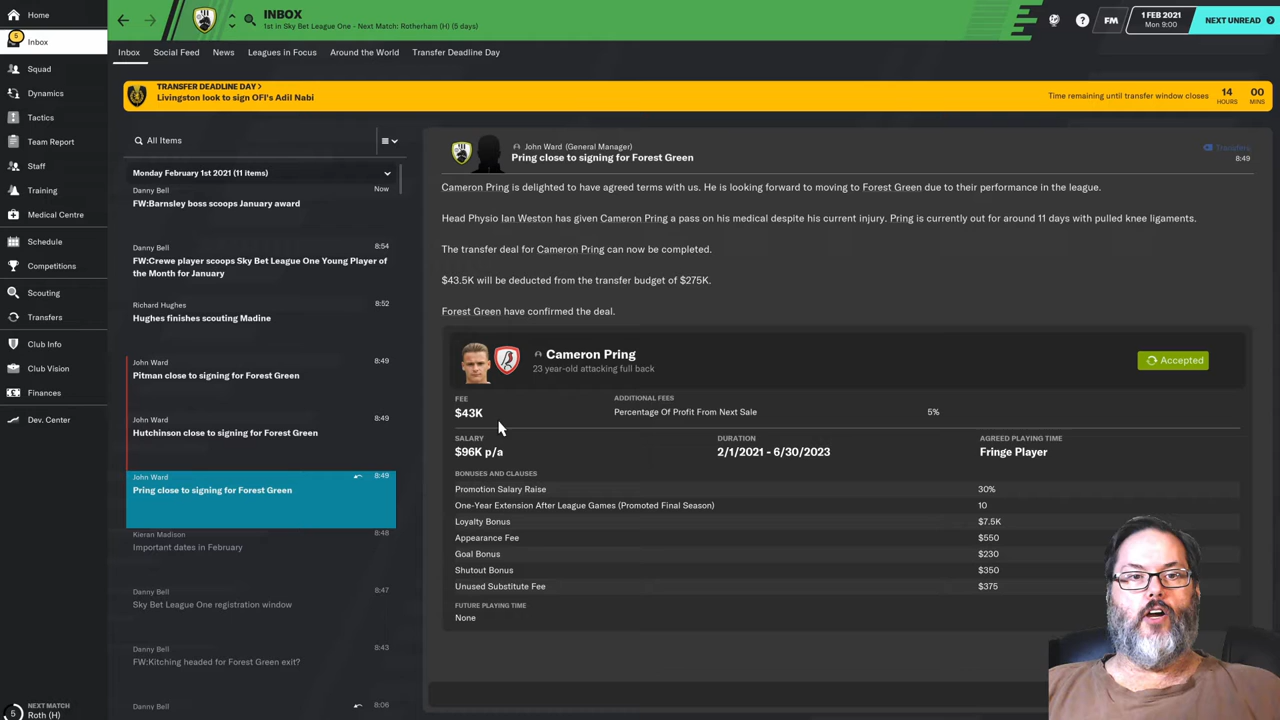 Home
INBOX
1st in Sky Bet League One - Next Match: Rotherham (H) (5 days)
FM
1 FEB 2021
Mon 9:00
NEXT UNREAD
5
Inbox
Squad
Dynamics
Tactics
Team Report
Staff
Training
Medical Centre
Schedule
Competitions
Scouting
Transfers
Club Info
Club Vision
Finances
Dev. Center
5
NEXT MATCH
Roth (H)
Inbox
Social Feed
News
Leagues in Focus
Around the World
Transfer Deadline Day
TRANSFER DEADLINE DAY >
Livingston look to sign OFI's Adil Nabi
Time remaining until transfer window closes
14
HOURS
00
MINS
All Items
Monday February 1st 2021 (11 items)
Danny Bell
Now
FW:Barnsley boss scoops January award
Danny Bell
8:54
FW:Crewe player scoops Sky Bet League One Young Player of
the Month for January
Richard Hughes
8:52
Hughes finishes scouting Madine
John Ward
8:49
Pitman close to signing for Forest Green
John Ward
8:49
Hutchinson close to signing for Forest Green
John Ward
8:49
Pring close to signing for Forest Green
Kieran Madison
8:48
Important dates in February
Danny Bell
8:47
Sky Bet League One registration window
Danny Bell
8:43
FW:Kitching headed for Forest Green exit?
Danny Bell
8:06
John Ward (General Manager)
Pring close to signing for Forest Green
Transfers
8:49
Cameron Pring is delighted to have agreed terms with us. He is looking forward to moving to Forest Green due to their performance in the league.
Head Physio Ian Weston has given Cameron Pring a pass on his medical despite his current injury. Pring is currently out for around 11 days with pulled knee ligaments.
The transfer deal for Cameron Pring can now be completed.
$43.5K will be deducted from the transfer budget of $275K.
Forest Green have confirmed the deal.
Cameron Pring
23 year-old attacking full back
Accepted
FEE
$43K
ADDITIONAL FEES
Percentage Of Profit From Next Sale
5%
SALARY
$96K p/a
DURATION
2/1/2021 - 6/30/2023
AGREED PLAYING TIME
Fringe Player
BONUSES AND CLAUSES
Promotion Salary Raise
30%
One-Year Extension After League Games (Promoted Final Season)
10
Loyalty Bonus
$7.5K
Appearance Fee
$550
Goal Bonus
$230
Shutout Bonus
$350
Unused Substitute Fee
$375
FUTURE PLAYING TIME
None